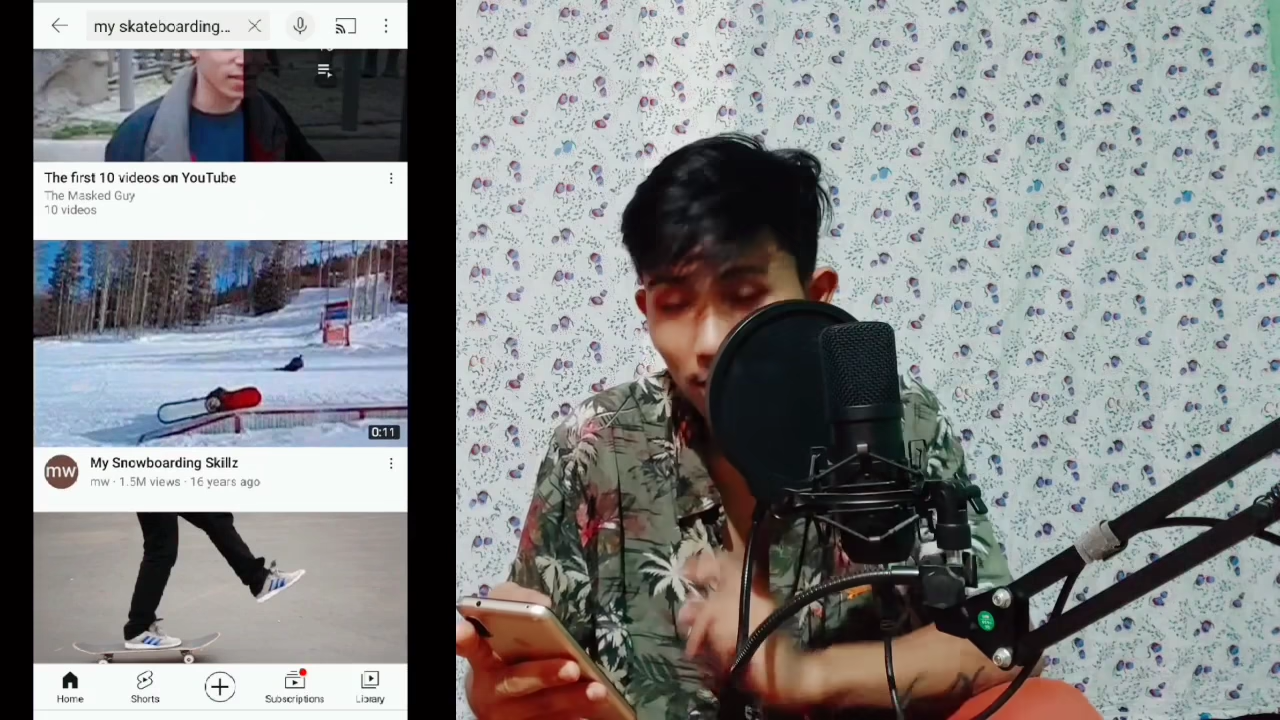 my skateboarding...
The first 10 videos on YouTube
The Masked Guy
10 videos
0:11
mw
My Snowboarding Skillz
mw · 1.5M views · 16 years ago
Home
Shorts
Subscriptions
Library